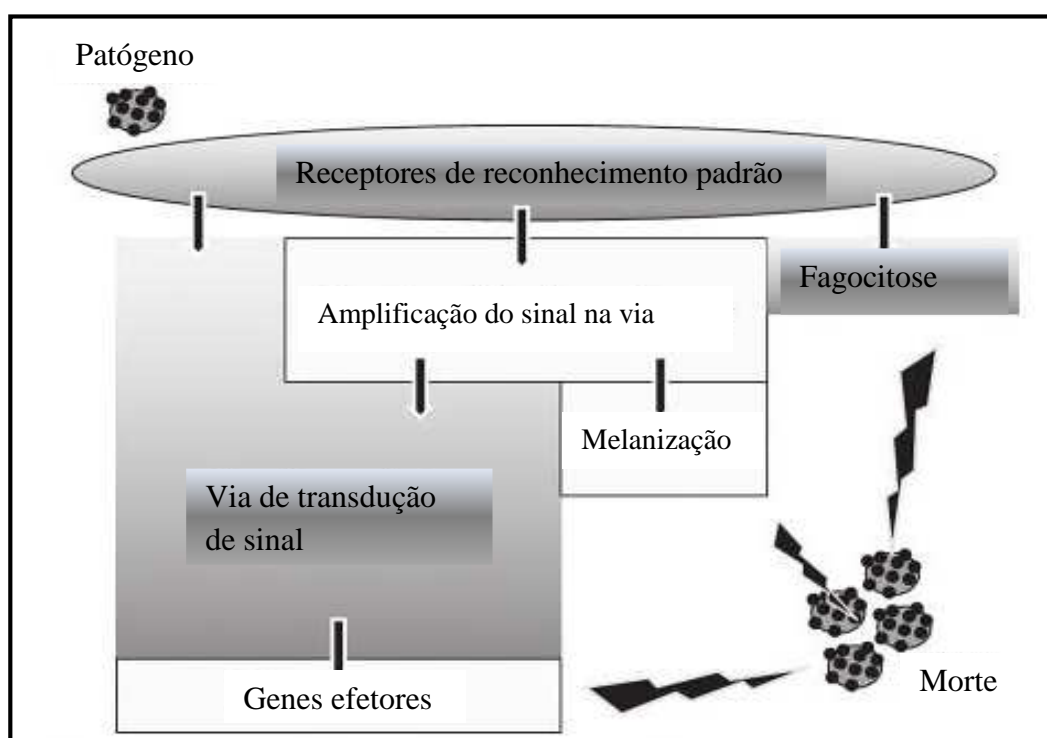 Patógeno
Receptores de reconhecimento padrão
Fagocitose
Amplificação do sinal na via
Melanização
Via de transdução
de sinal
Morte
Genes efetores